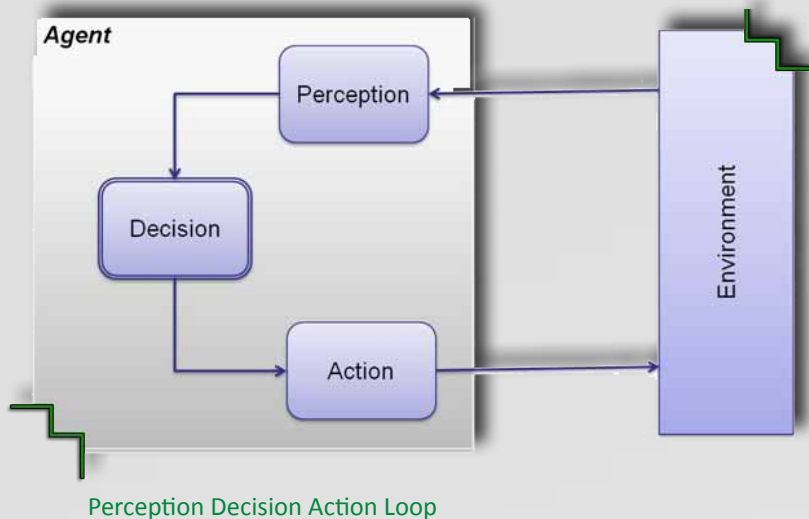 Agent
Perception
Decision
Action
Environment
Perception Decision Action Loop